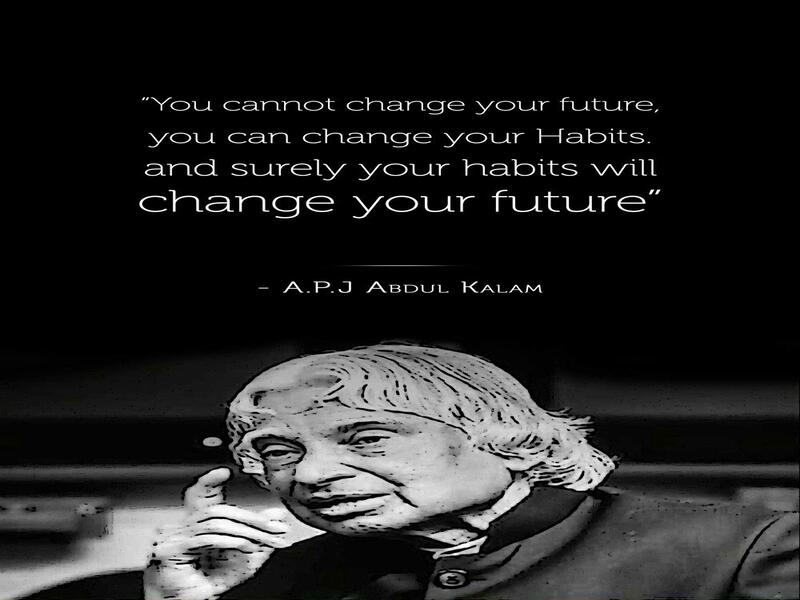 “You cannot change your future,
you can change your Habits.
and surely your habits will
change your future”
- A.P.J Abdul Kalam